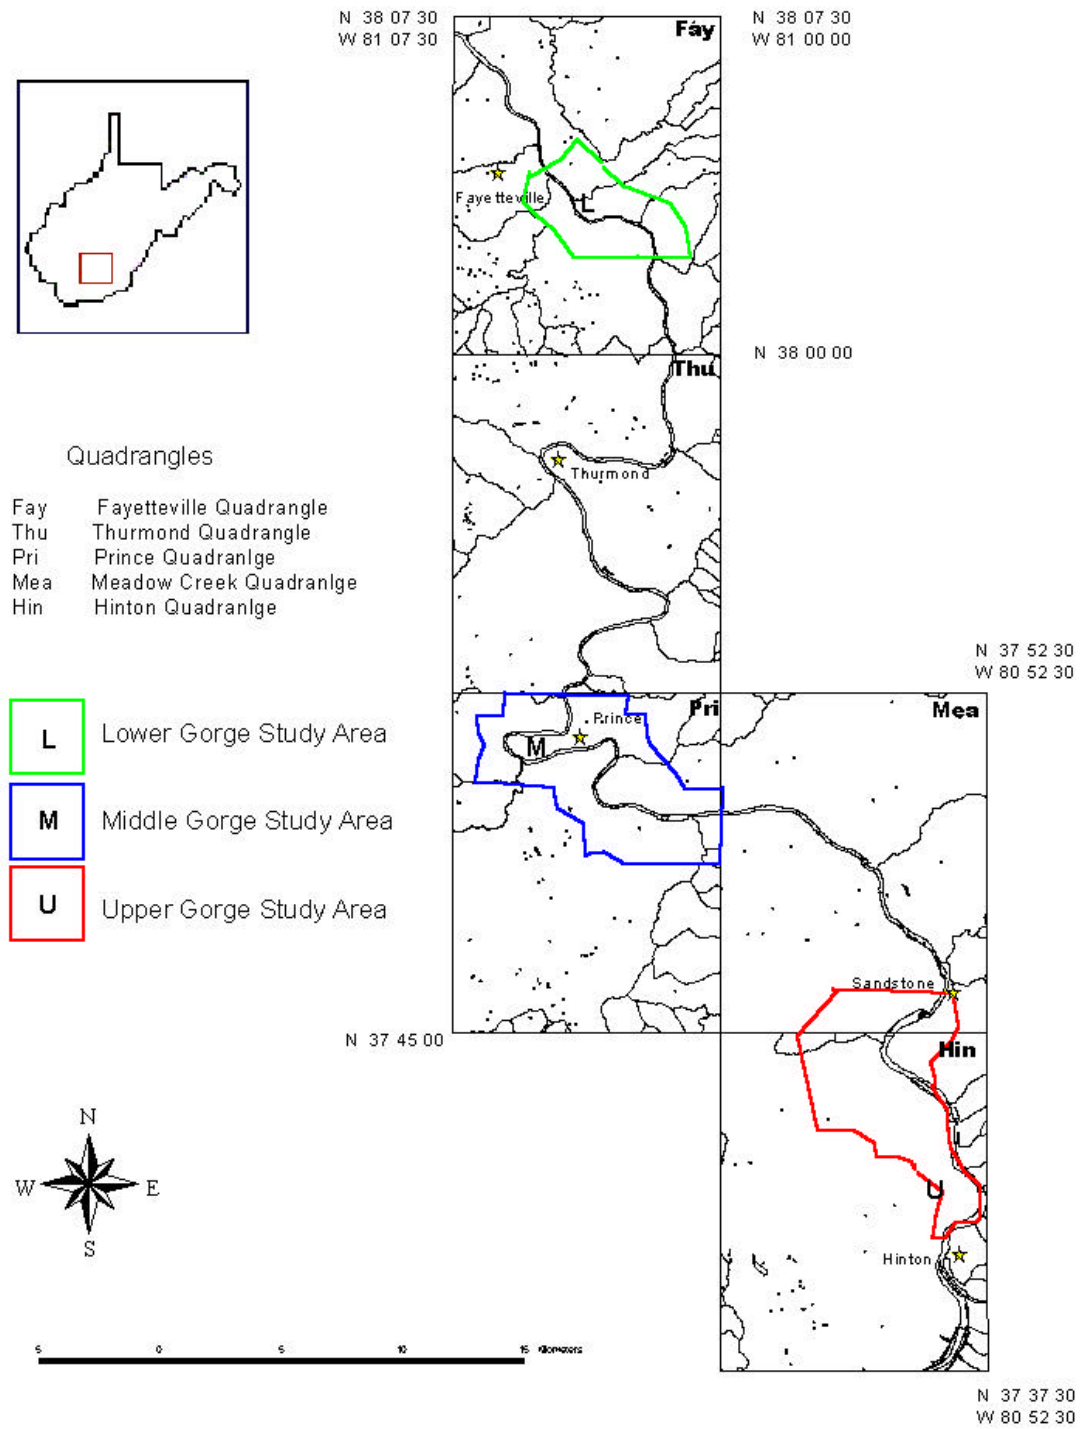 N 38 07 30
W 81 07 30
N 38 07 30
W 81 00 00
Fay
Fayetteville
L
N 38 00 00
Thu
Thurmond
Quadrangles
Fay Fayetteville Quadrangle
Thu Thurmond Quadrangle
Pri Prince Quadranlge
Mea Meadow Creek Quadranlge
Hin Hinton Quadranlge
N 37 52 30
W 80 52 30
Pri
Mea
Prince
M
L Lower Gorge Study Area
M Middle Gorge Study Area
U Upper Gorge Study Area
Sandstone
N 37 45 00
Hin
U
Hinton
N
W E
S
5 0 5 10 15 Kilometers
N 37 37 30
W 80 52 30